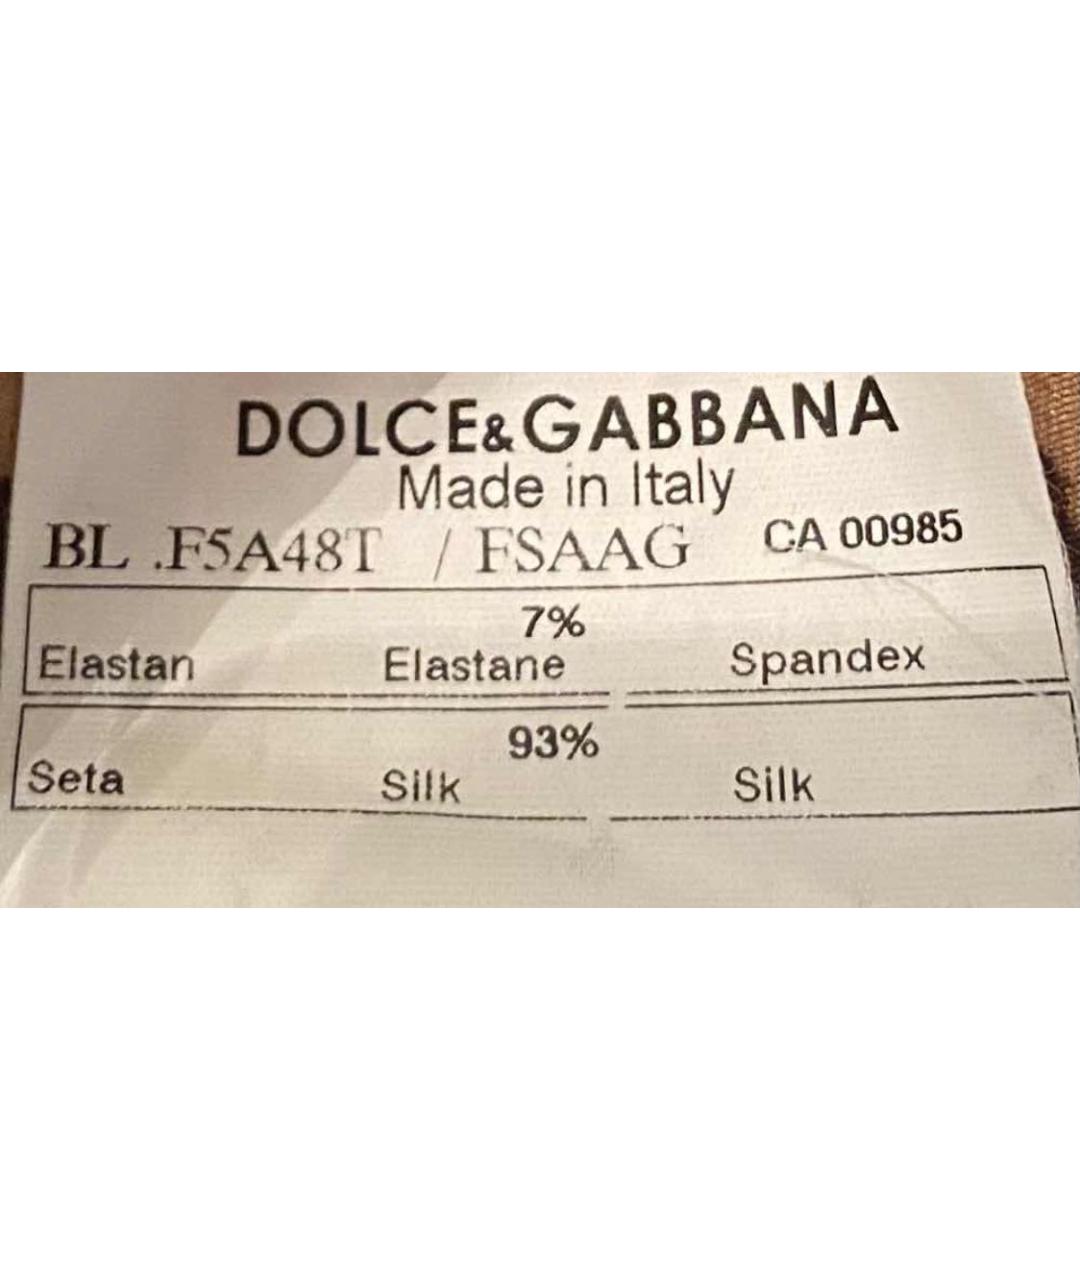 DOLCE&GABBANA
Made in Italy
BL .F5A48T / FSAAG CA 00985
7%
Elastan Elastane Spandex
93%
Seta Silk Silk